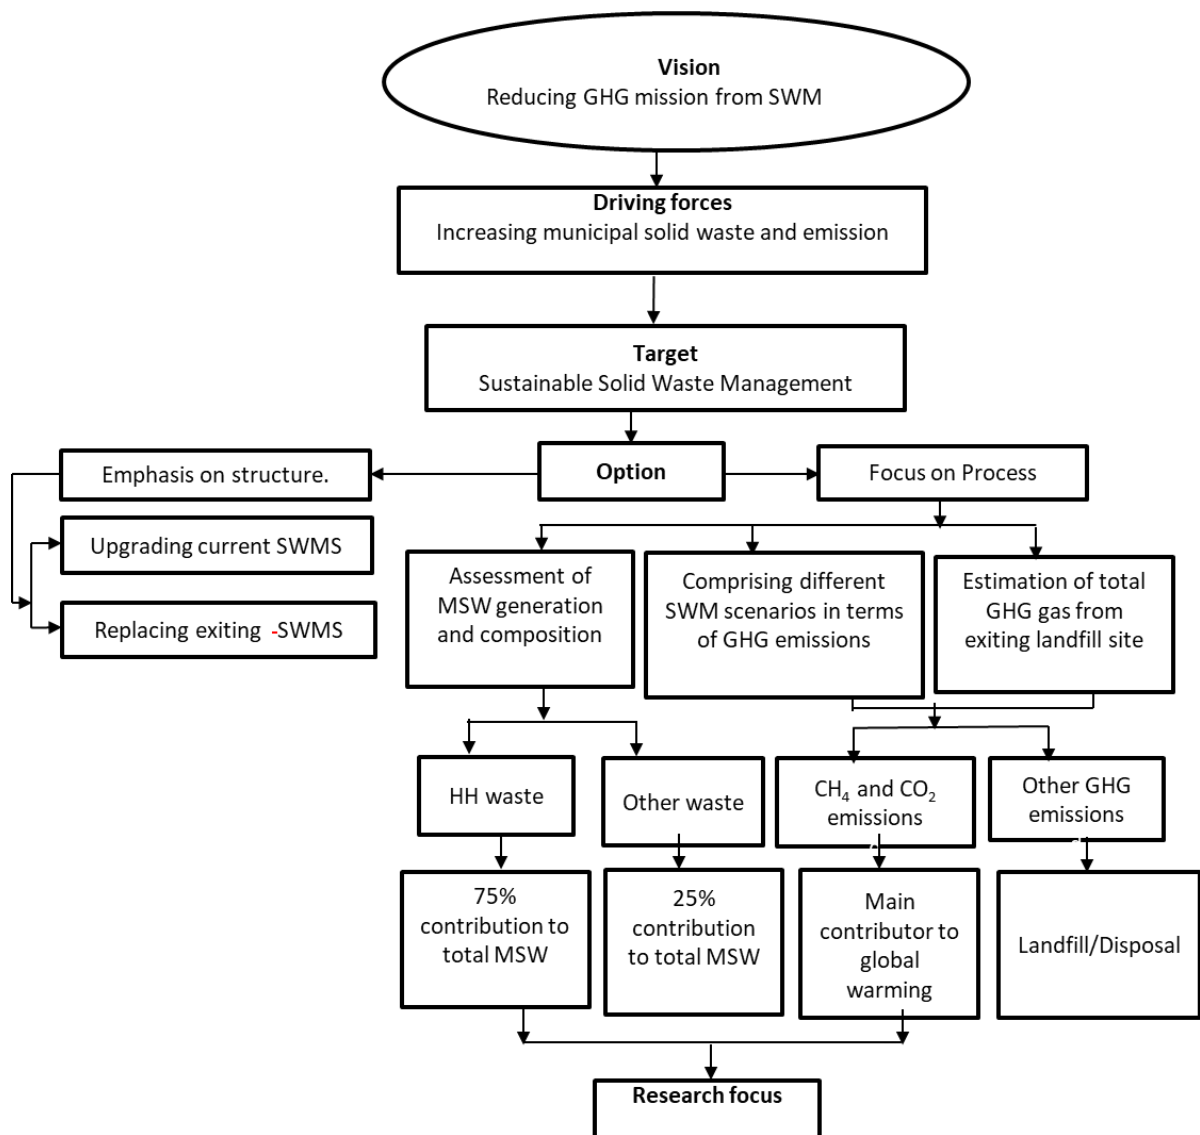 Vision
Reducing GHG mission from SWM
Driving forces
Increasing municipal solid waste and emission
Target
Sustainable Solid Waste Management
Emphasis on structure.
Option
Focus on Process
Upgrading current SWMS
Replacing exiting -SWMS
Assessment of
MSW generation
and composition
Comprising different
SWM scenarios in terms
of GHG emissions
Estimation of total
GHG gas from
exiting landfill site
HH waste
Other waste
CH₄ and CO₂
emissions
Other GHG
emissions
75%
contribution to
total MSW
25%
contribution
to total MSW
Main
contributor to
global
warming
Landfill/Disposal
Research focus